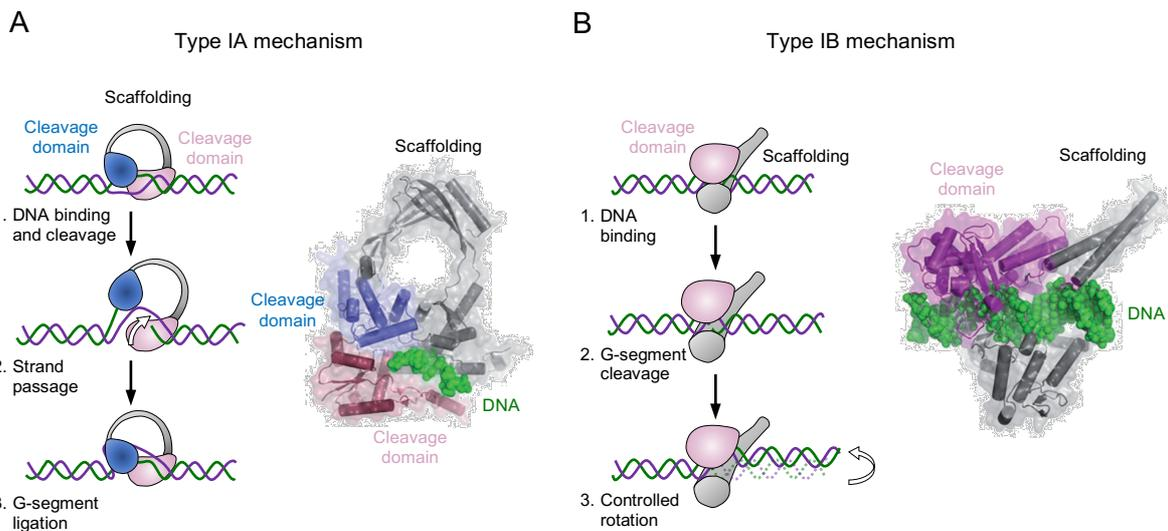 A
Type IA mechanism
Scaffolding
Cleavage
domain
Cleavage
domain
. DNA binding
and cleavage
2. Strand
passage
3. G-segment
ligation
Scaffolding
Cleavage
domain
DNA
Cleavage
domain
B
Type IB mechanism
Cleavage
domain
Scaffolding
1. DNA
binding
2. G-segment
cleavage
3. Controlled
rotation
Cleavage
domain
Scaffolding
DNA